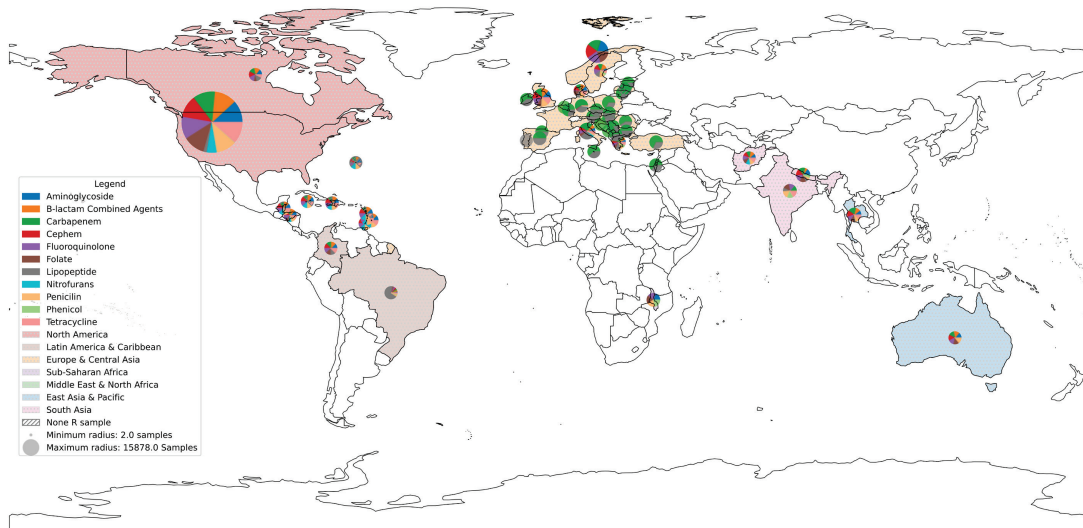 Legend
Aminoglycoside
B-lactam Combined Agents
Carbapenem
Cephem
Fluoroquinolone
Folate
Lipopeptide
Nitrofurans
Penicilin
Phenicol
Tetracycline
North America
Latin America & Caribbean
Europe & Central Asia
Sub-Saharan Africa
Middle East & North Africa
East Asia & Pacific
South Asia
None R sample
Minimum radius: 2.0 samples
Maximum radius: 15878.0 Samples